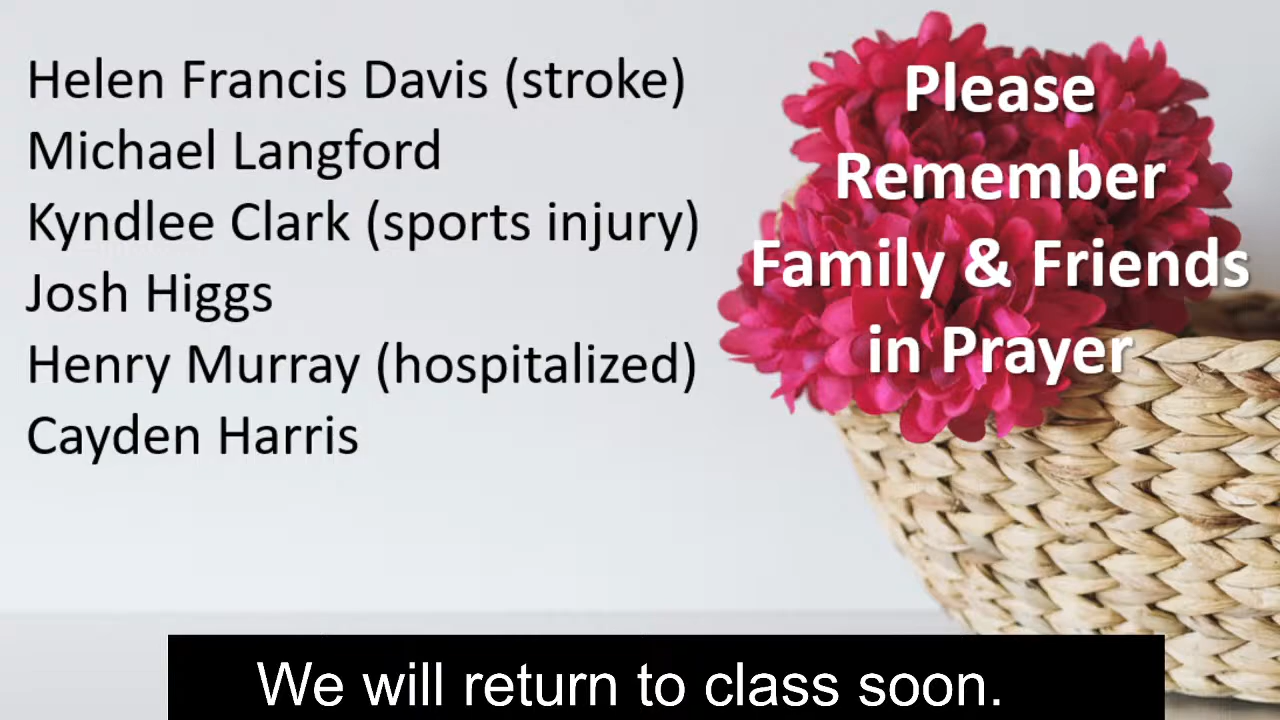 Helen Francis Davis (stroke)
Michael Langford
Kyndlee Clark (sports injury)
Josh Higgs
Henry Murray (hospitalized)
Cayden Harris
Please
Remember
Family & Friends
in Prayer
We will return to class soon.